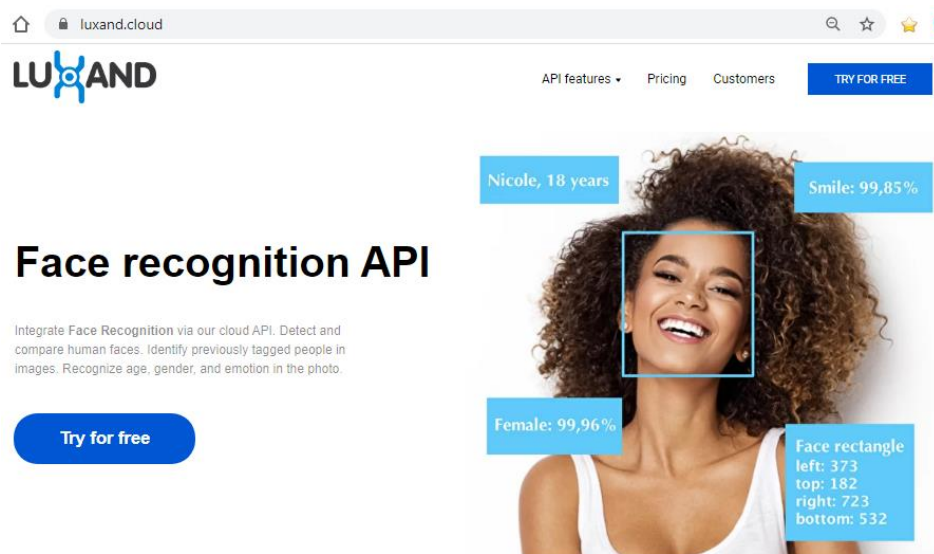 luxand.cloud
LUXAND
API features
Pricing
Customers
TRY FOR FREE
Nicole, 18 years
Smile: 99,85%
Face recognition API
Integrate Face Recognition via our cloud API. Detect and
compare human faces. Identify previously tagged people in
images. Recognize age, gender, and emotion in the photo.
Try for free
Female: 99,96%
Face rectangle
left: 373
top: 182
right: 723
bottom: 532